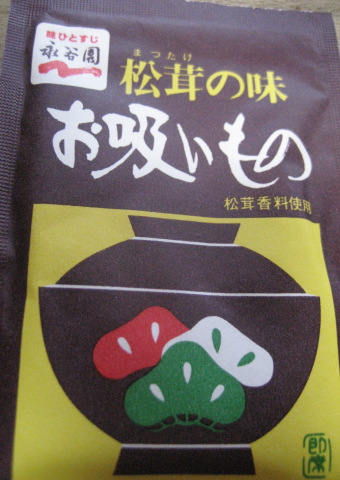 味ひとすじ
永谷園
まつたけ
松茸の味
お吸いもの
松茸香料使用
即席